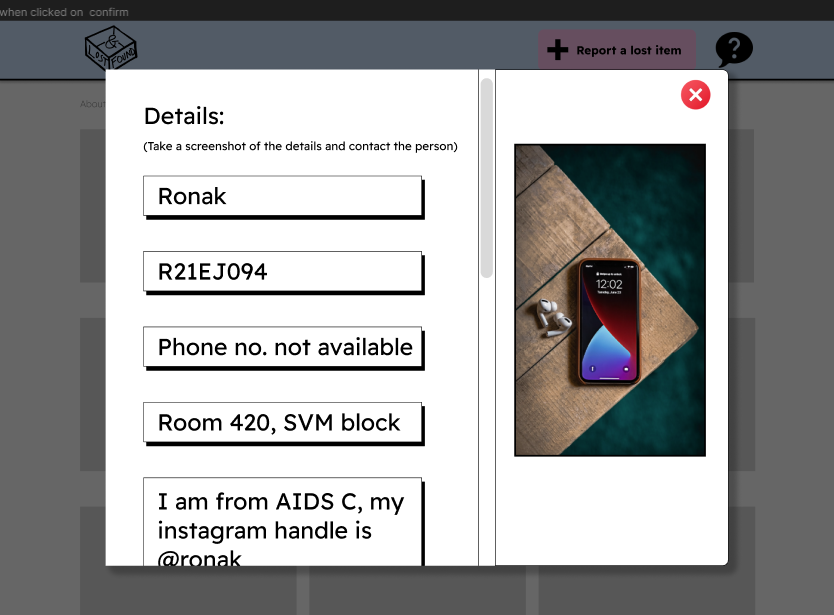 when clicked on confirm
&
LOST FOUND
Report a lost item
?
About
Details:
(Take a screenshot of the details and contact the person)
Ronak
R21EJ094
Phone no. not available
Room 420, SVM block
I am from AIDS C, my
instagram handle is
@ronak
12:02